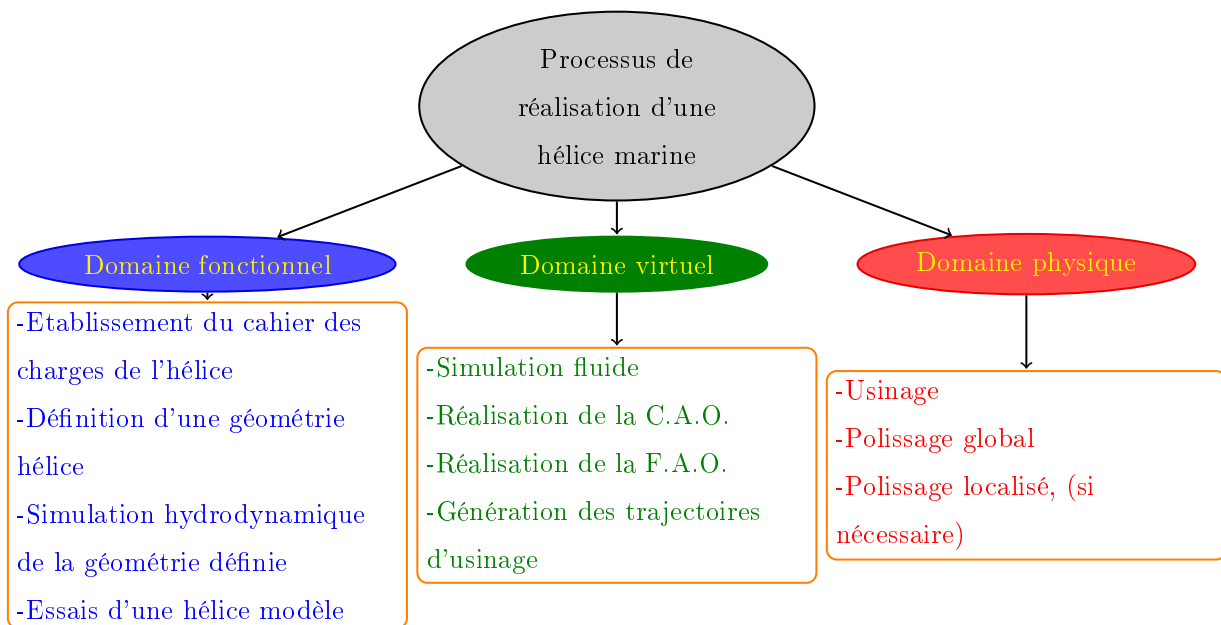 Processus de
réalisation d'une
hélice marine
Domaine fonctionnel
Domaine virtuel
Domaine physique
-Etablissement du cahier des
charges de l'hélice
-Définition d'une géométrie
hélice
-Simulation hydrodynamique
de la géométrie définie
-Essais d'une hélice modèle
-Simulation fluide
-Réalisation de la C.A.O.
-Réalisation de la F.A.O.
-Génération des trajectoires
d'usinage
-Usinage
-Polissage global
-Polissage localisé, (si
nécessaire)